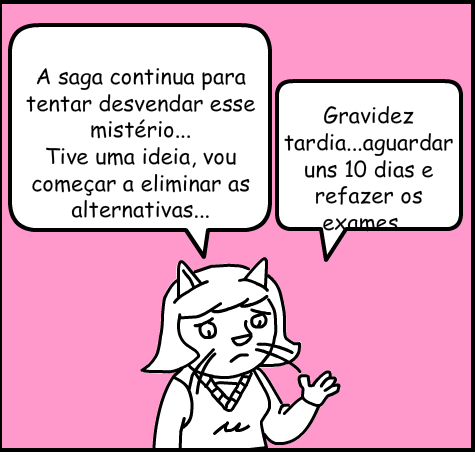 A saga continua para
tentar desvendar esse
mistério...
Tive uma ideia, vou
começar a eliminar as
alternativas...
Gravidez
tardia...aguardar
uns 10 dias e
refazer os
exames